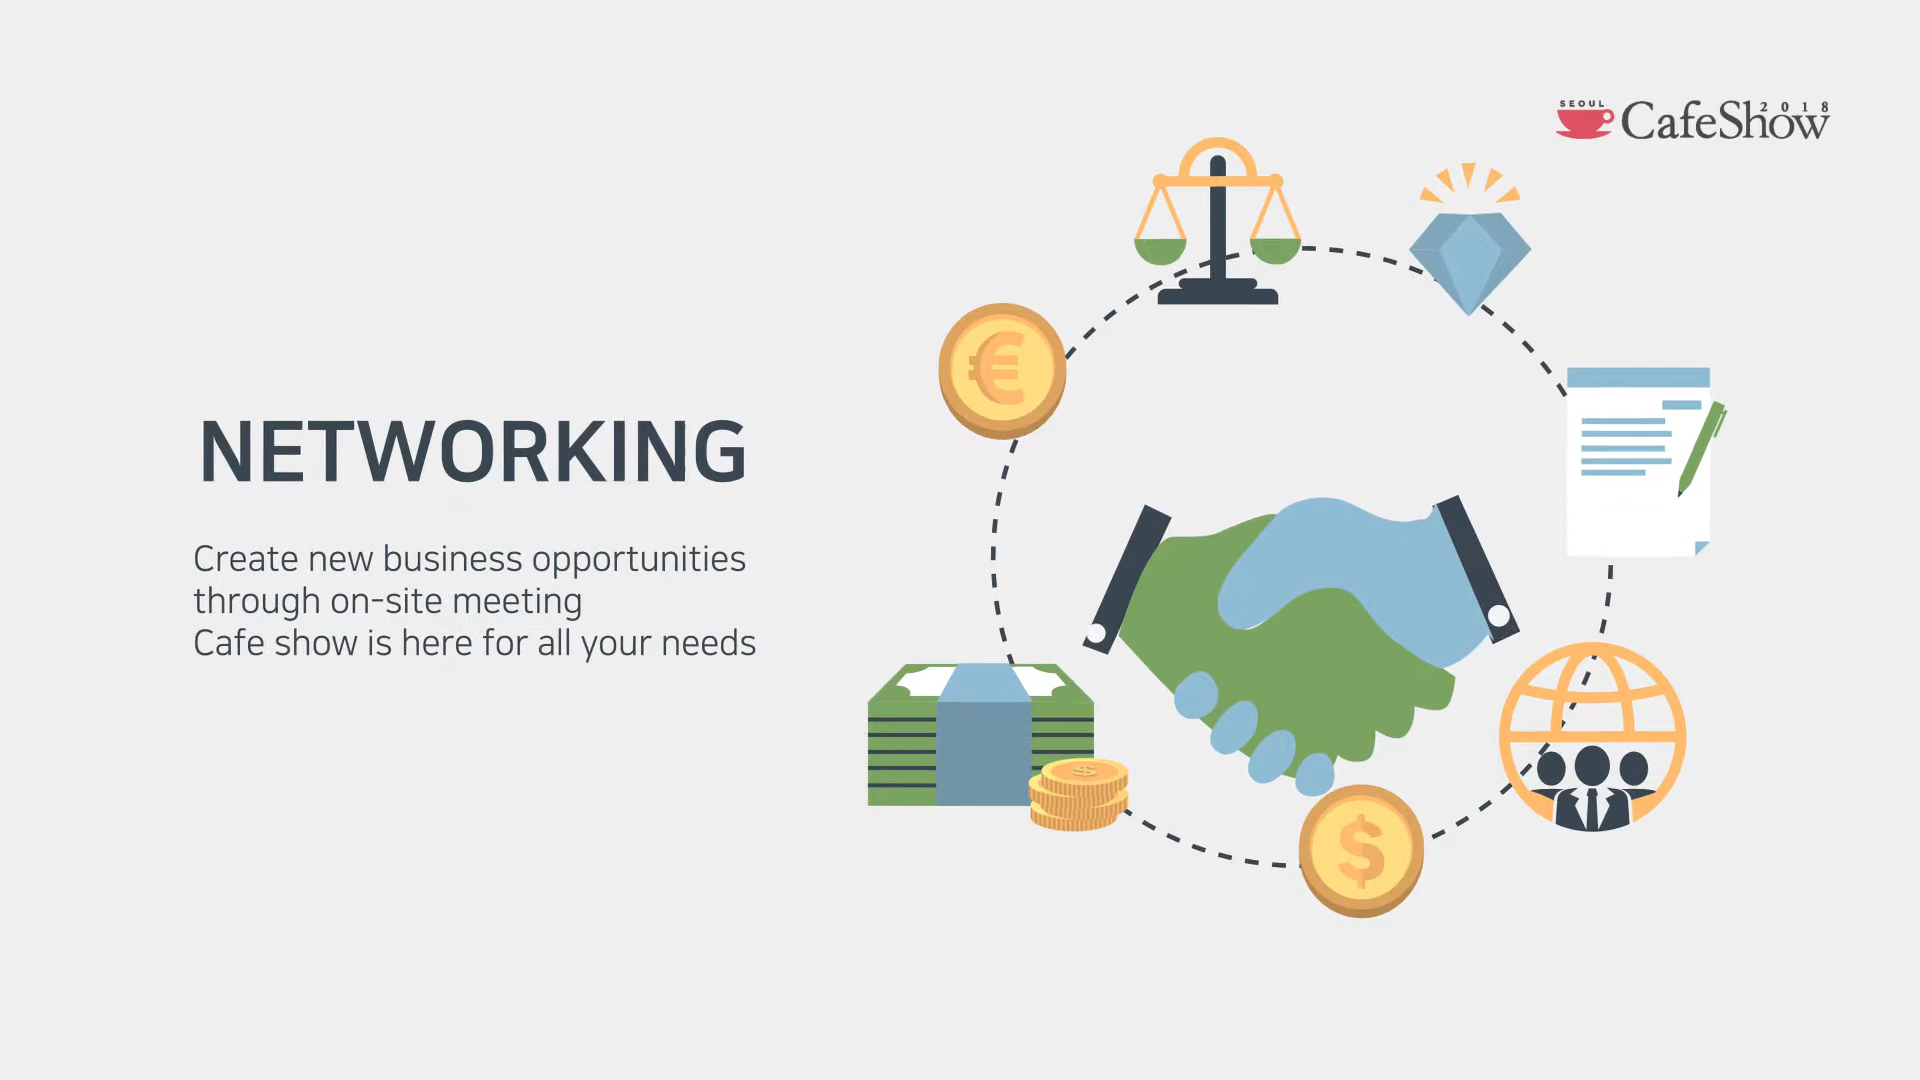 SEOUL
CafeShow
2018
NETWORKING
Create new business opportunities
through on-site meeting
Cafe show is here for all your needs
€
$
$